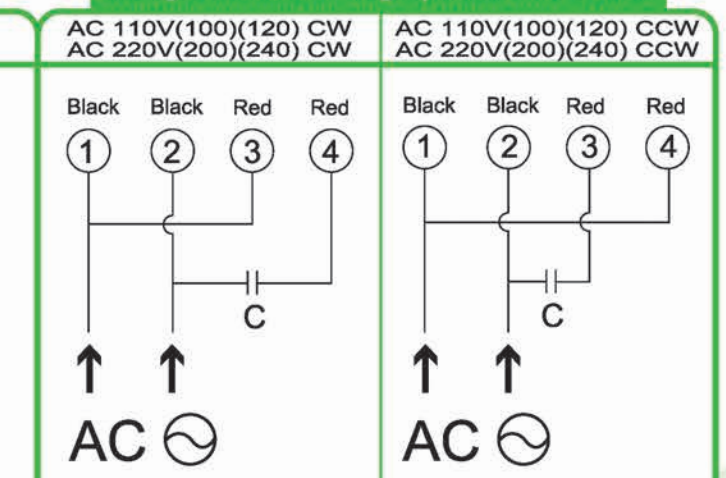 AC 110V(100)(120) CW
AC 220V(200)(240) CW
Black Black Red Red
1 2 3 4
C
AC
AC 110V(100)(120) CCW
AC 220V(200)(240) CCW
Black Black Red Red
1 2 3 4
C
AC